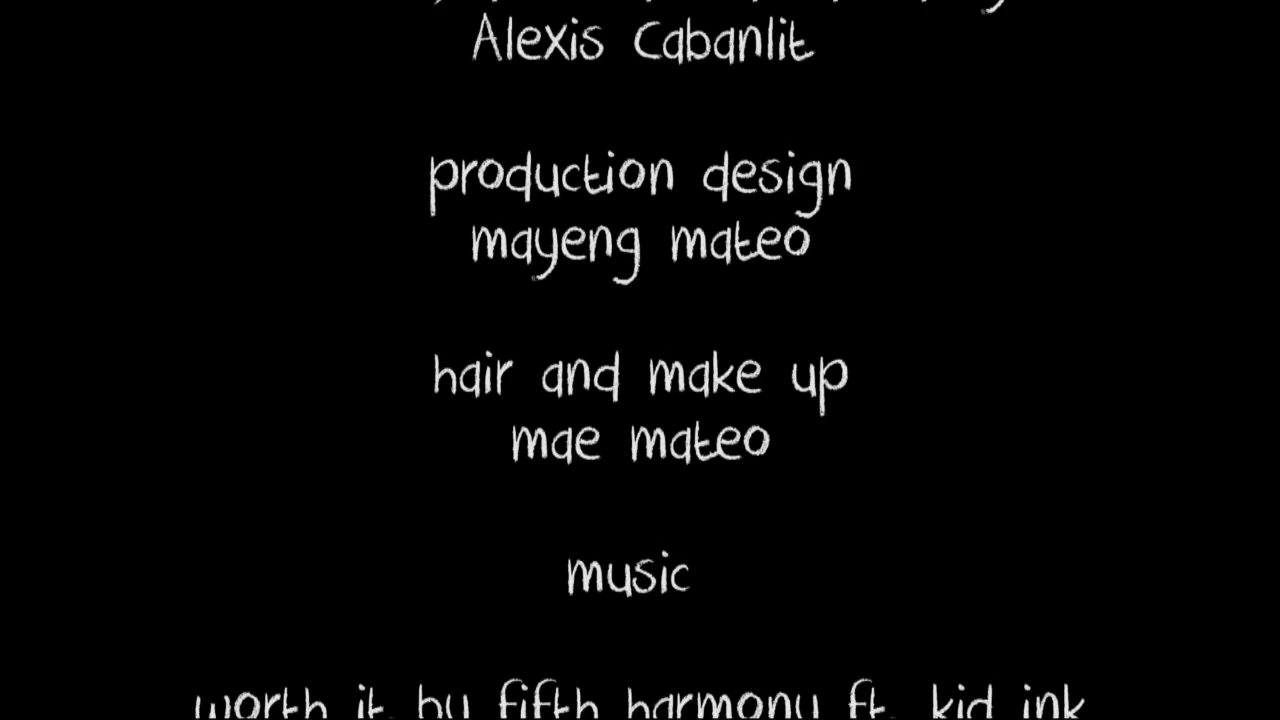 Alexis Cabanlit
production design
mayeng mateo
hair and make up
mae mateo
music
worth it by fifth harmony ft. kid ink